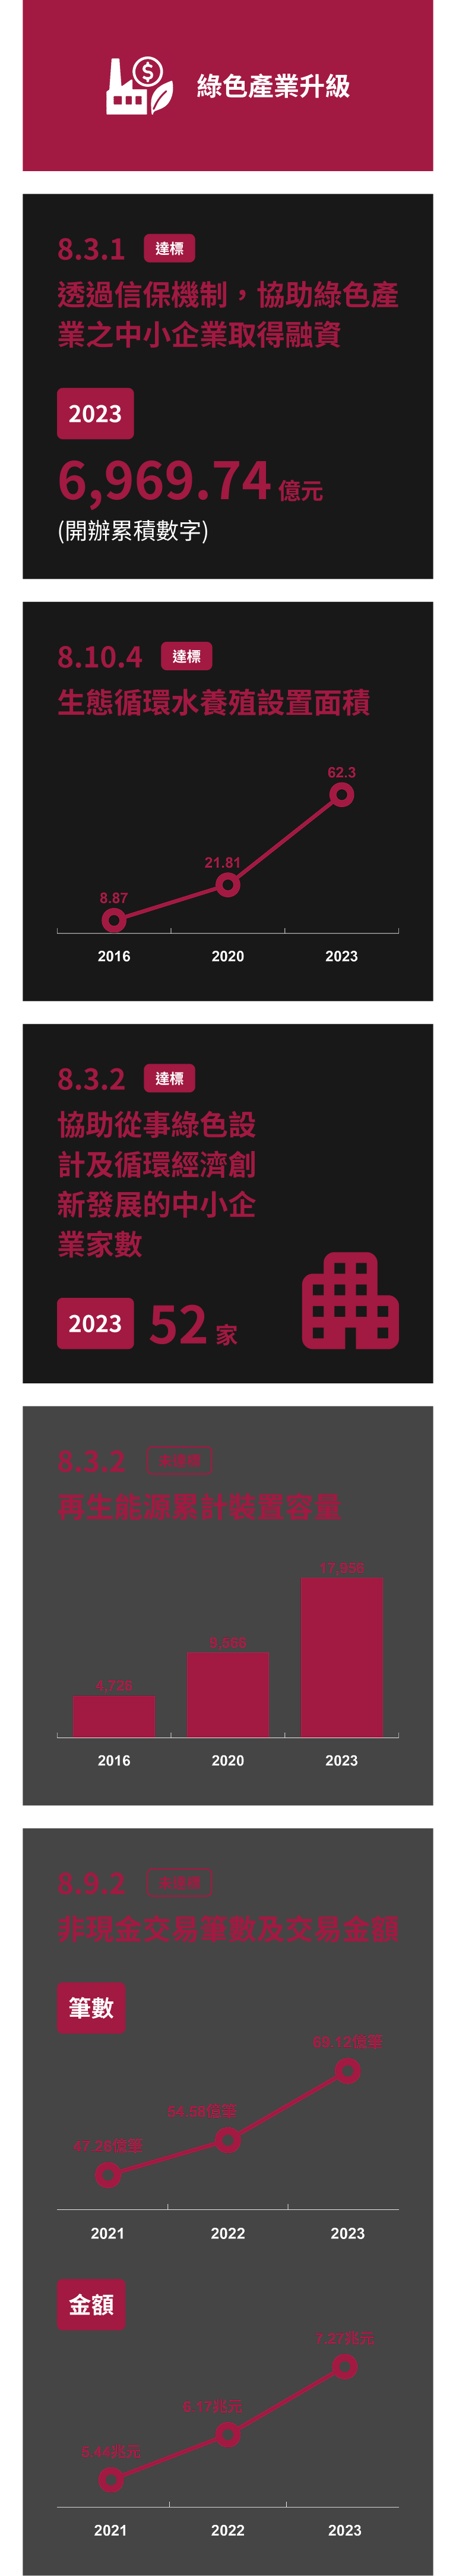 綠色產業升級
8.3.1 達標
透過信保機制，協助綠色產
業之中小企業取得融資
2023
6,969.74 億元
(開辦累積數字)
8.10.4 達標
生態循環水養殖設置面積
62.3
21.81
8.87
2016 2020 2023
8.3.2 達標
協助從事綠色設
計及循環經濟創
新發展的中小企
業家數
2023 52 家
8.3.2 未達標
再生能源累計裝置容量
4,728
2016 2020 2023
8.9.2 未達標
非現金交易筆數及交易金額
筆數
69.12億筆
54.58億筆
2021 2022 2023
金額
7.27兆元
6.17兆元
5.44兆元
2021 2022 2023